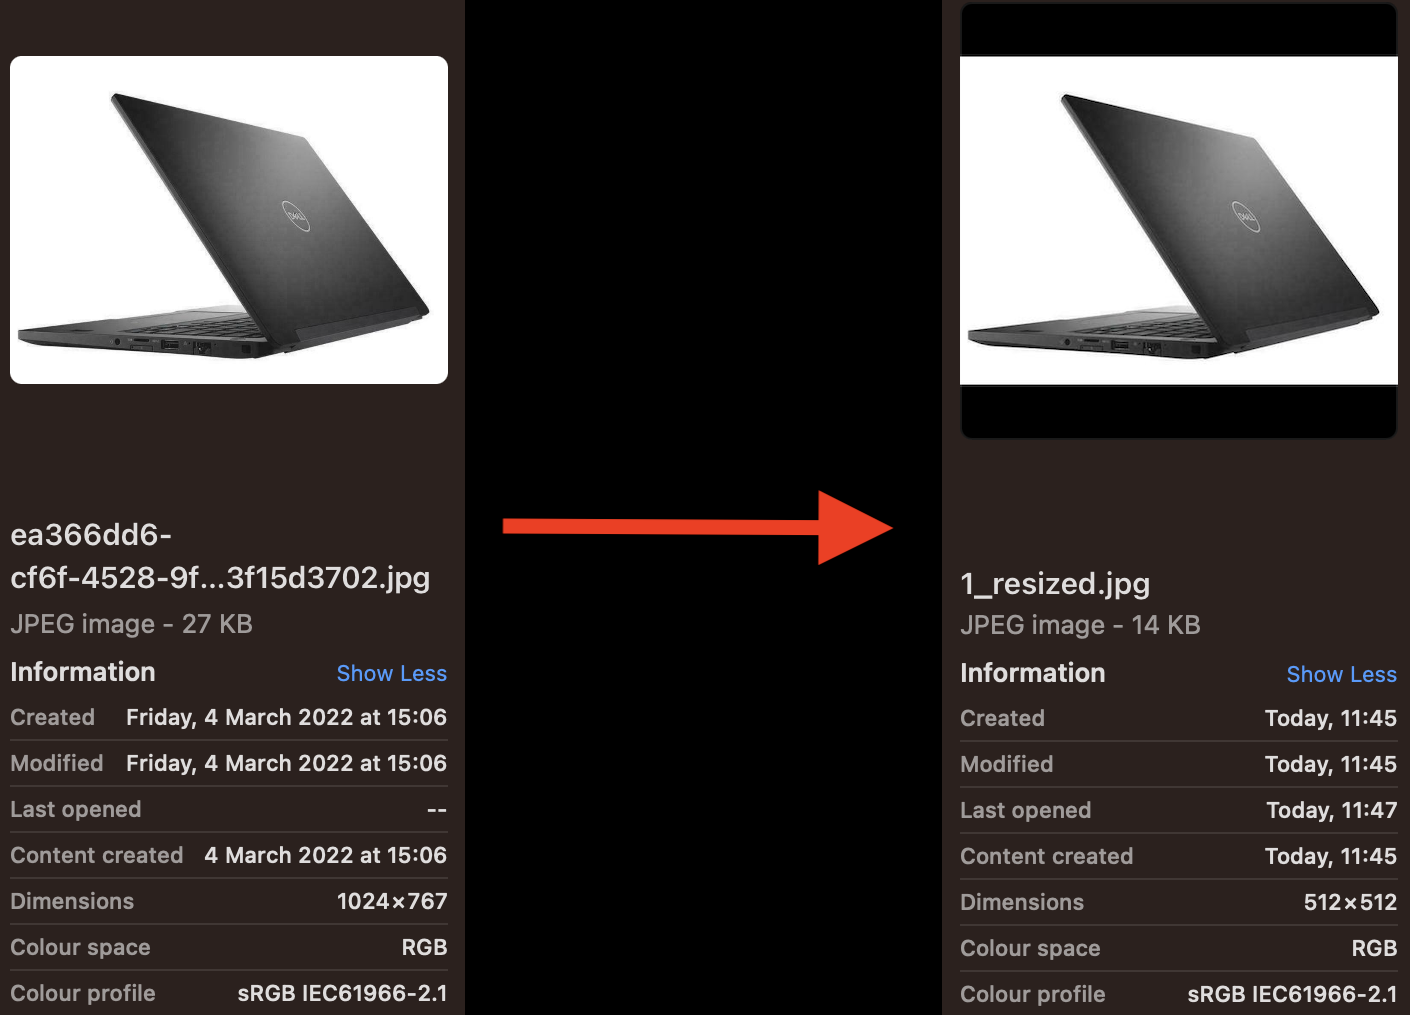 DELL
ea366dd6-
cf6f-4528-9f...3f15d3702.jpg
JPEG image - 27 KB
Information Show Less
Created Friday, 4 March 2022 at 15:06
Modified Friday, 4 March 2022 at 15:06
Last opened --
Content created 4 March 2022 at 15:06
Dimensions 1024×767
Colour space RGB
Colour profile sRGB IEC61966-2.1
DELL
1_resized.jpg
JPEG image - 14 KB
Information Show Less
Created Today, 11:45
Modified Today, 11:45
Last opened Today, 11:47
Content created Today, 11:45
Dimensions 512×512
Colour space RGB
Colour profile sRGB IEC61966-2.1